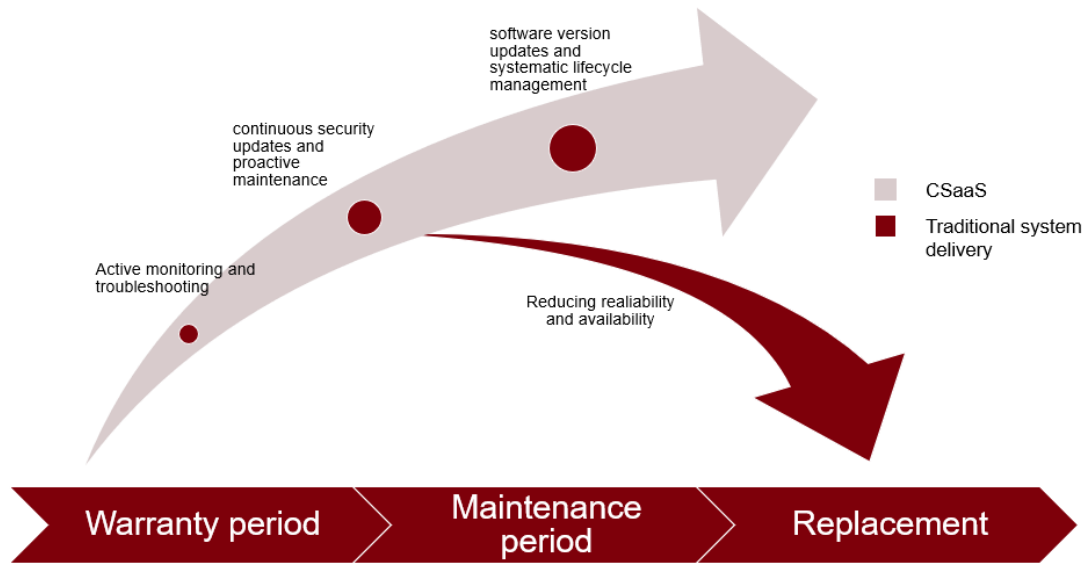 software version
updates and
systematic lifecycle
management
continuous security
updates and
proactive
maintenance
Active monitoring and
troubleshooting
CSaaS
Traditional system
delivery
Reducing realiability
and availability
Warranty period
Maintenance
period
Replacement